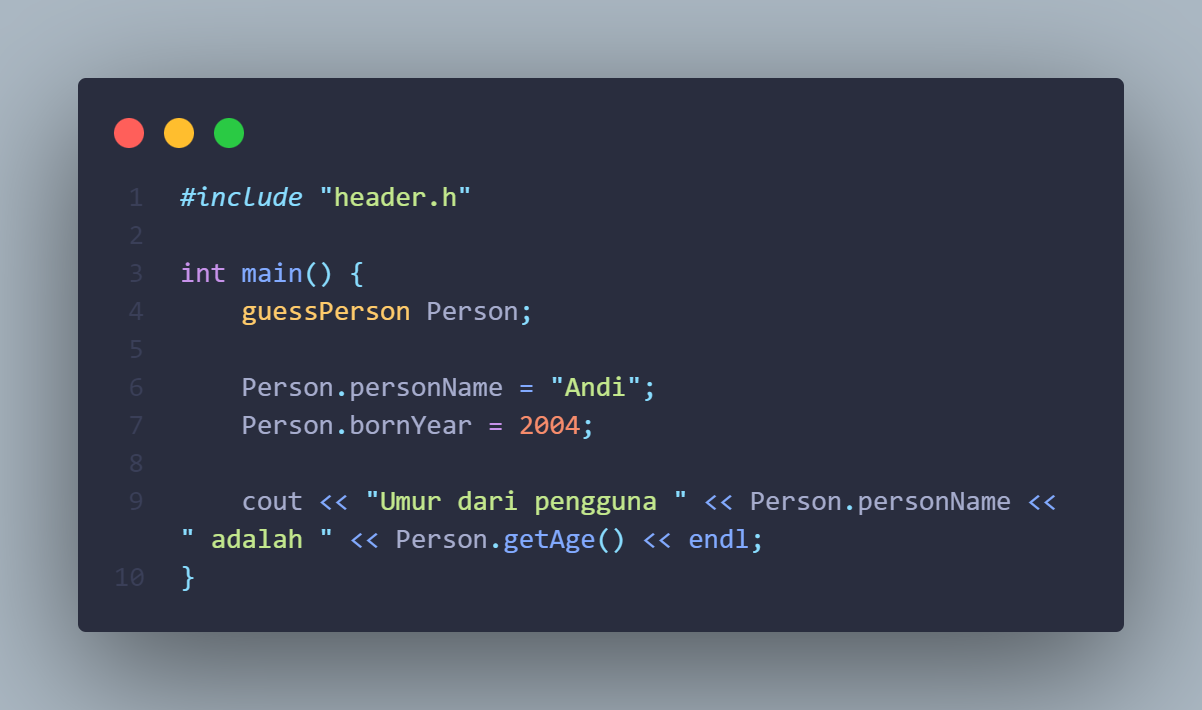 1 #include "header.h"
2
3 int main() {
4     guessPerson Person;
5
6     Person.personName = "Andi";
7     Person.bornYear = 2004;
8
9     cout << "Umur dari pengguna " << Person.personName <<
" adalah " << Person.getAge() << endl;
10 }